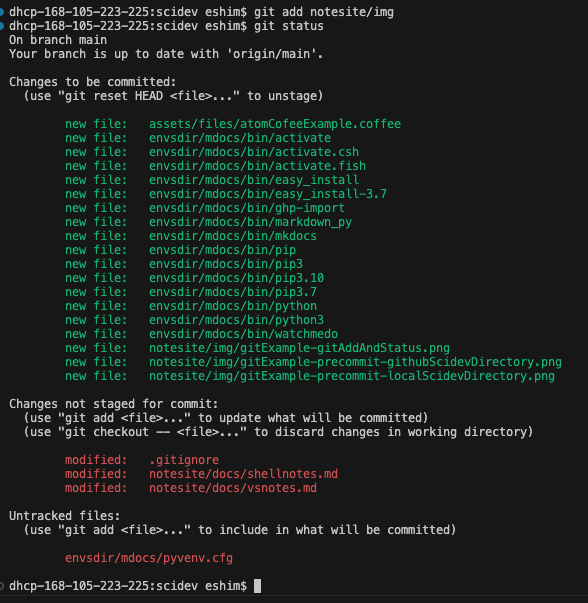 dhcp-168-105-223-225:scidev eshim$ git add notesite/img
dhcp-168-105-223-225:scidev eshim$ git status
On branch main
Your branch is up to date with 'origin/main'.
Changes to be committed:
  (use "git reset HEAD <file>..." to unstage)
        new file:   assets/files/atomCofeeExample.coffee
        new file:   envsdir/mdocs/bin/activate
        new file:   envsdir/mdocs/bin/activate.csh
        new file:   envsdir/mdocs/bin/activate.fish
        new file:   envsdir/mdocs/bin/easy_install
        new file:   envsdir/mdocs/bin/easy_install-3.7
        new file:   envsdir/mdocs/bin/ghp-import
        new file:   envsdir/mdocs/bin/markdown_py
        new file:   envsdir/mdocs/bin/mkdocs
        new file:   envsdir/mdocs/bin/pip
        new file:   envsdir/mdocs/bin/pip3
        new file:   envsdir/mdocs/bin/pip3.10
        new file:   envsdir/mdocs/bin/pip3.7
        new file:   envsdir/mdocs/bin/python
        new file:   envsdir/mdocs/bin/python3
        new file:   envsdir/mdocs/bin/watchmedo
        new file:   notesite/img/gitExample-gitAddAndStatus.png
        new file:   notesite/img/gitExample-precommit-githubScidevDirectory.png
        new file:   notesite/img/gitExample-precommit-localScidevDirectory.png
Changes not staged for commit:
  (use "git add <file>..." to update what will be committed)
  (use "git checkout -- <file>..." to discard changes in working directory)
        modified:   .gitignore
        modified:   notesite/docs/shellnotes.md
        modified:   notesite/docs/vsnotes.md
Untracked files:
  (use "git add <file>..." to include in what will be committed)
        envsdir/mdocs/pyvenv.cfg
dhcp-168-105-223-225:scidev eshim$